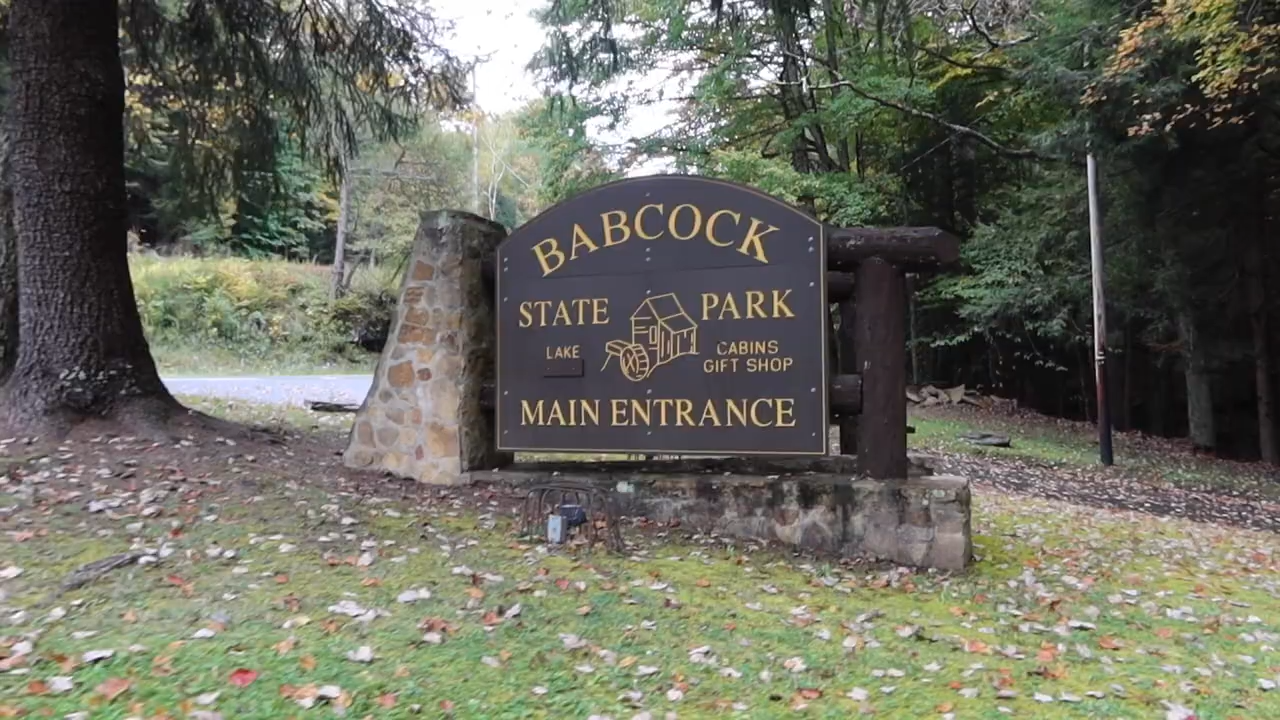 BABCOCK
STATE PARK
LAKE
CABINS
GIFT SHOP
MAIN ENTRANCE